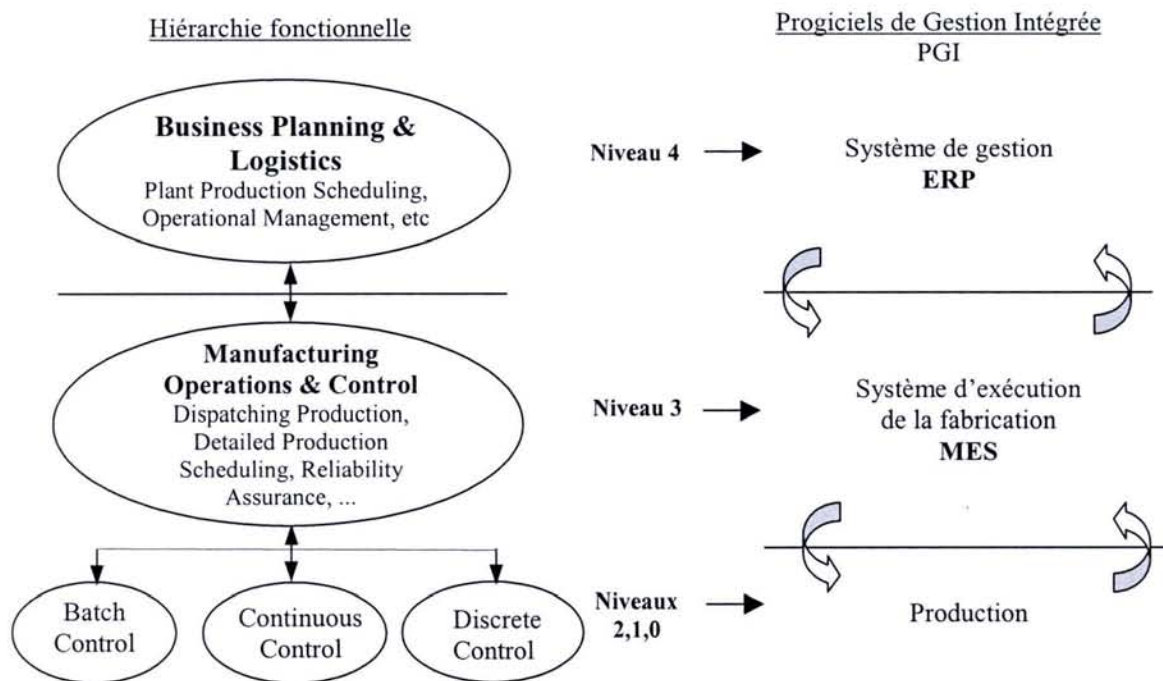 Hiérarchie fonctionnelle
Progiciels de Gestion Intégrée
PGI
Business Planning &
Logistics
Plant Production Scheduling,
Operational Management, etc
Niveau 4
Système de gestion
ERP
Manufacturing
Operations & Control
Dispatching Production,
Detailed Production
Scheduling, Reliability
Assurance, ...
Niveau 3
Système d'exécution
de la fabrication
MES
Batch
Control
Continuous
Control
Discrete
Control
Niveaux
2,1,0
Production